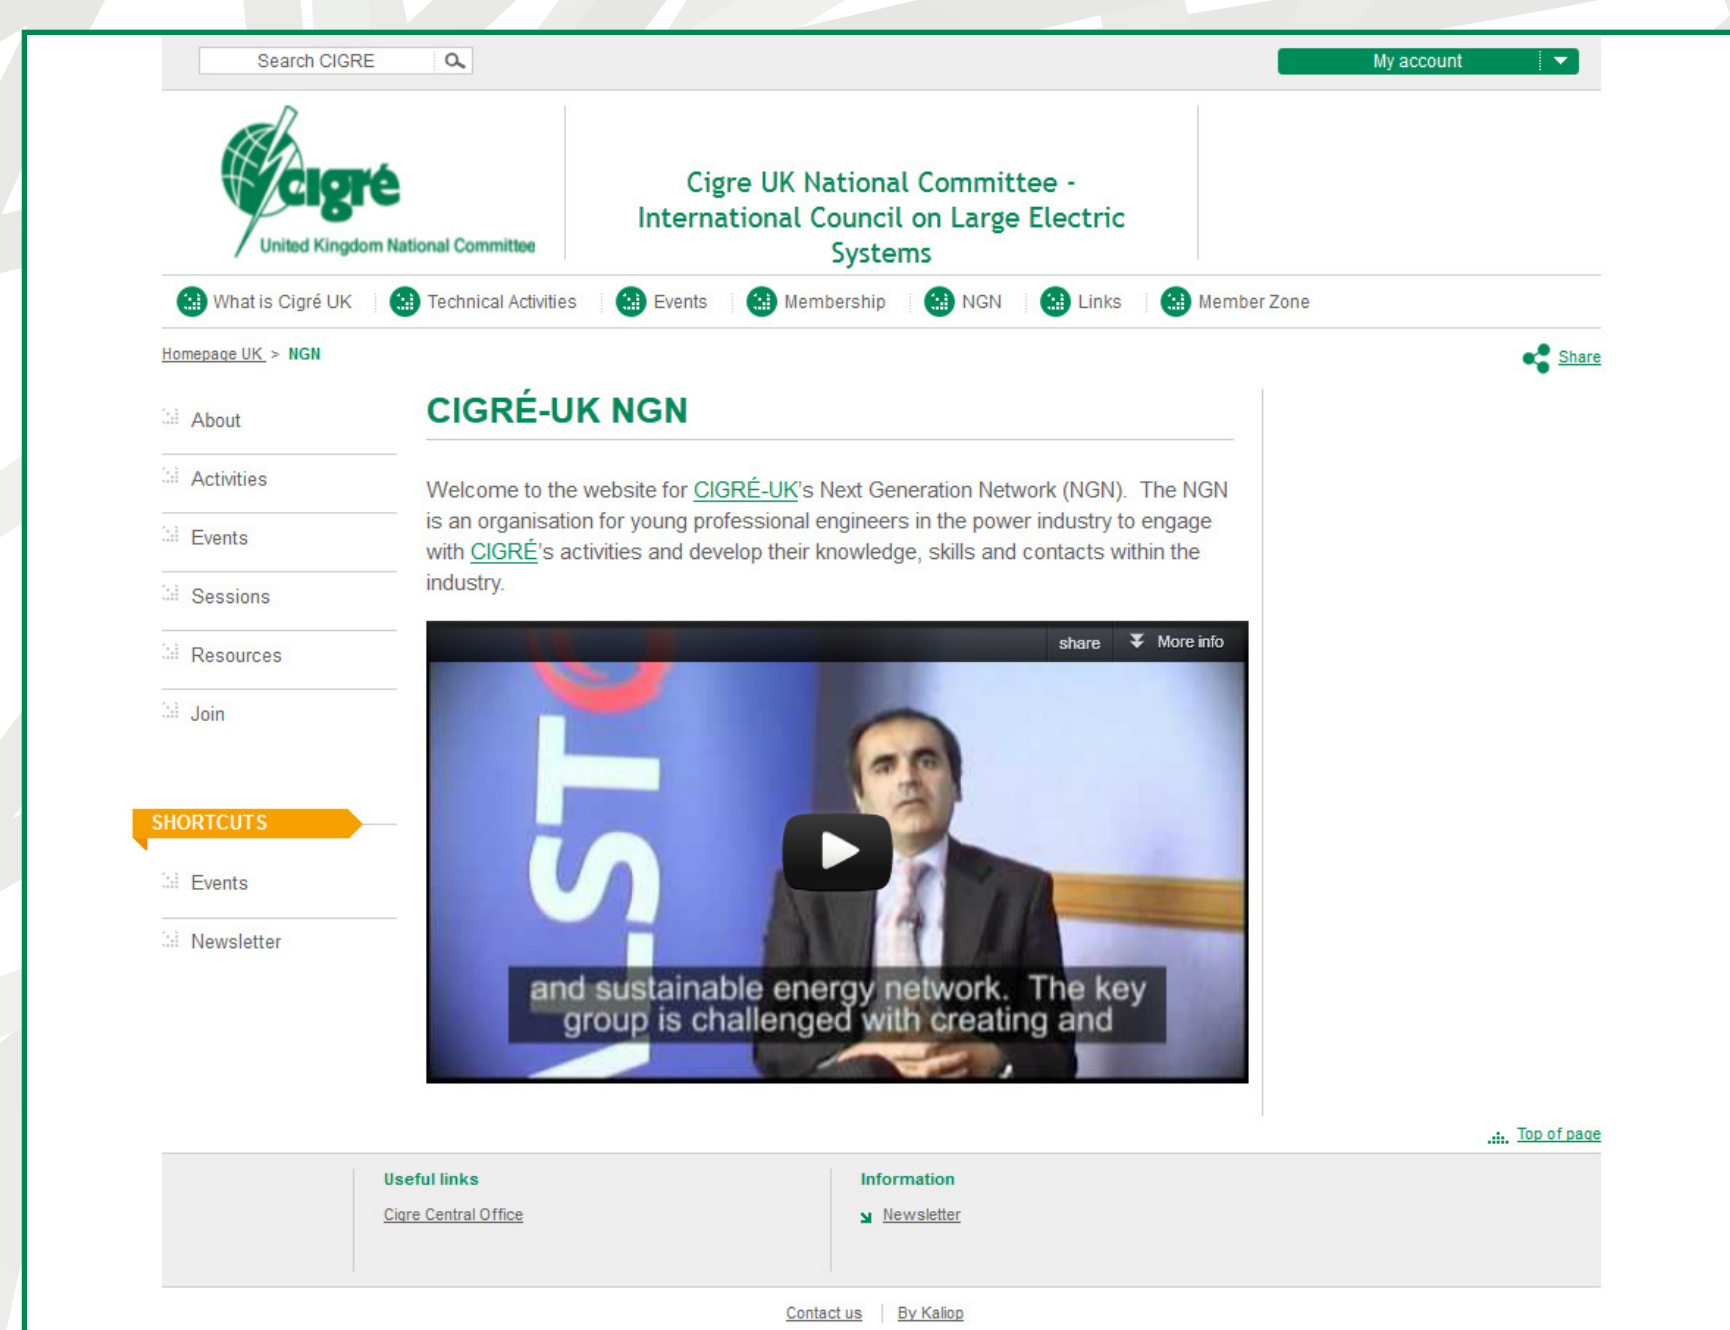 Search CIGRE
My account
cigré
United Kingdom National Committee
Cigre UK National Committee -
International Council on Large Electric
Systems
What is Cigré UK
Technical Activities
Events
Membership
NGN
Links
Member Zone
Homepage UK > NGN
Share
About
Activities
Events
Sessions
Resources
Join
SHORTCUTS
Events
Newsletter
CIGRÉ-UK NGN
Welcome to the website for CIGRÉ-UK's Next Generation Network (NGN). The NGN
is an organisation for young professional engineers in the power industry to engage
with CIGRÉ's activities and develop their knowledge, skills and contacts within the
industry.
share
More info
ALSTO
and sustainable energy network. The key
group is challenged with creating and
Top of page
Useful links
Cigre Central Office
Information
Newsletter
Contact us
By Kaliop